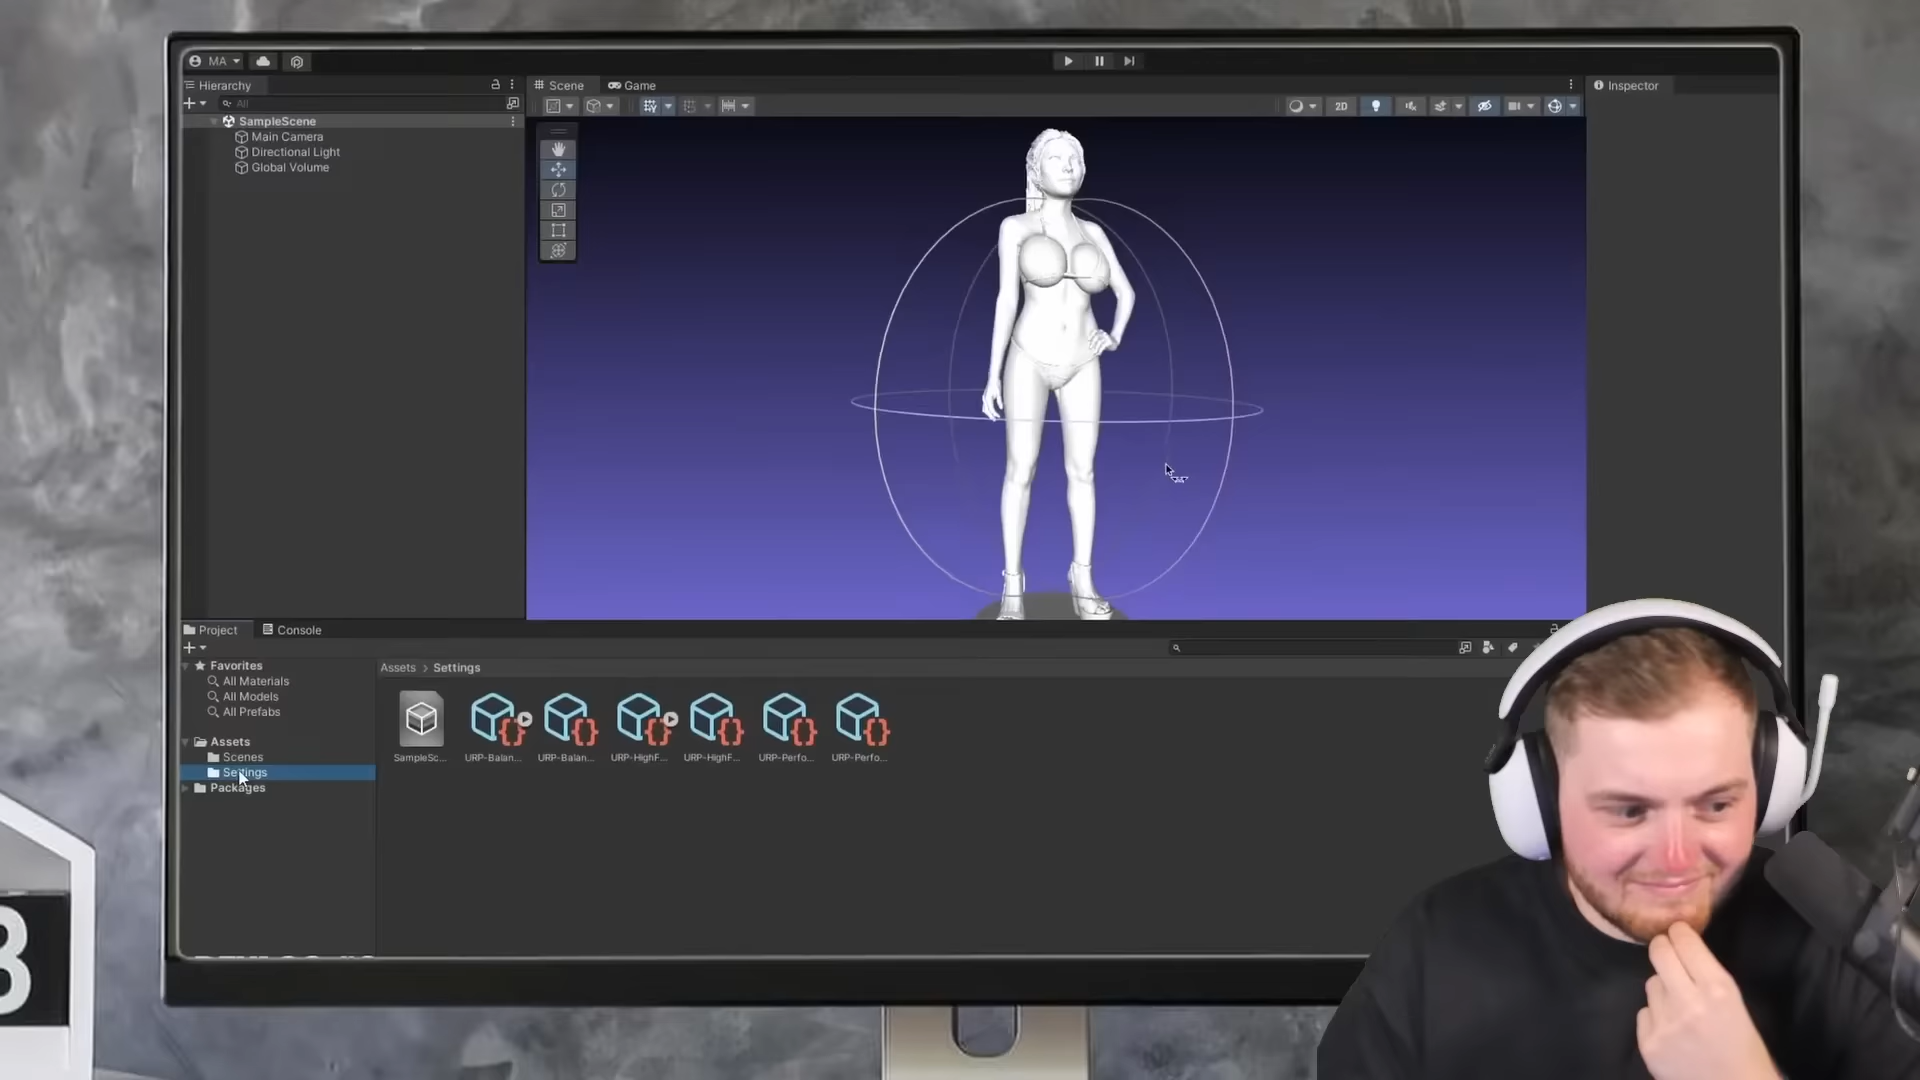 MA
Hierarchy
Scene
Game
Inspector
All
2D
SampleScene
Main Camera
Directional Light
Global Volume
Project
Console
Favorites
All Materials
All Models
All Prefabs
Assets
Scenes
Settings
Packages
Assets > Settings
SampleSc...
URP-Balan...
URP-Balan...
URP-HighF...
URP-HighF...
URP-Perfo...
URP-Perfo...
3